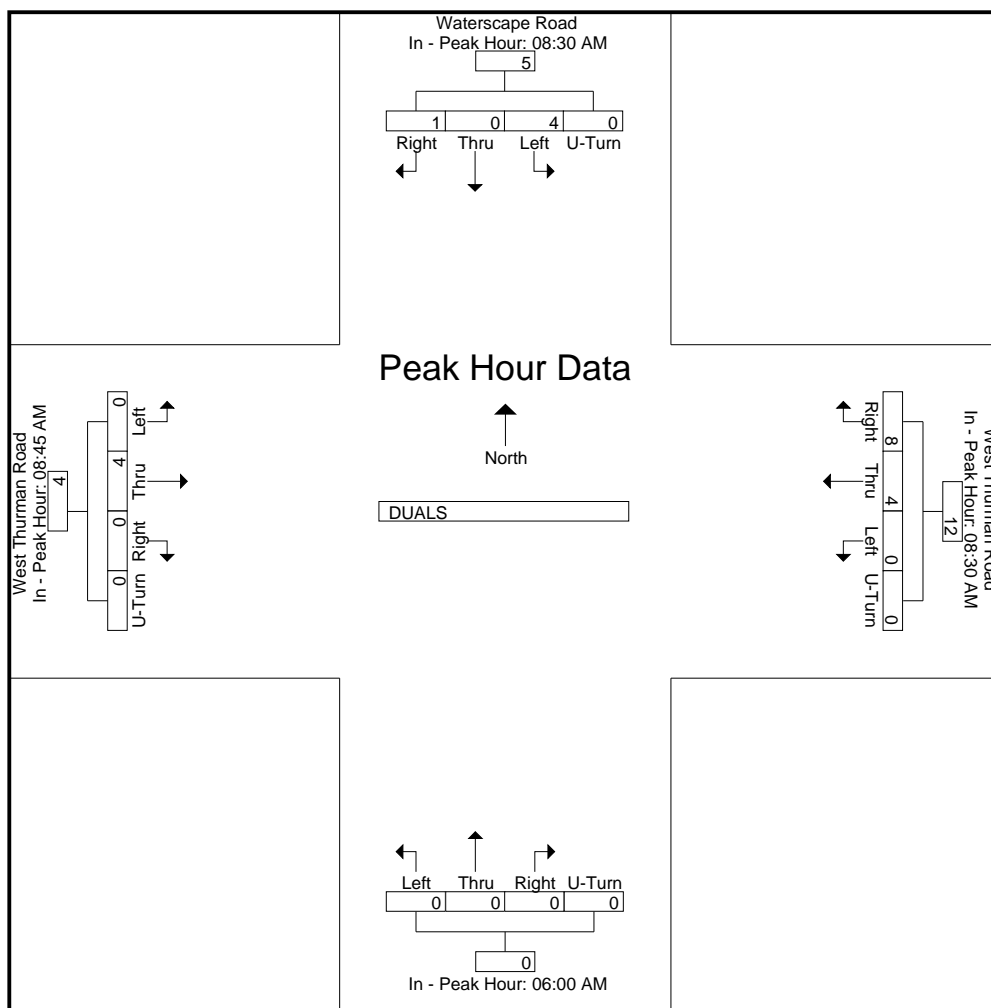 Waterscape Road
In - Peak Hour: 08:30 AM
5
1 0 4 0
Right Thru Left U-Turn
Peak Hour Data
North
DUALS
West Thurman Road
In - Peak Hour: 08:45 AM
4
0 4 0 0
Left Thru Right U-Turn
West Thurman Road
In - Peak Hour: 08:30 AM
12
8 4 0 0
Right Thru Left U-Turn
Left Thru Right U-Turn
0 0 0 0
0
In - Peak Hour: 06:00 AM